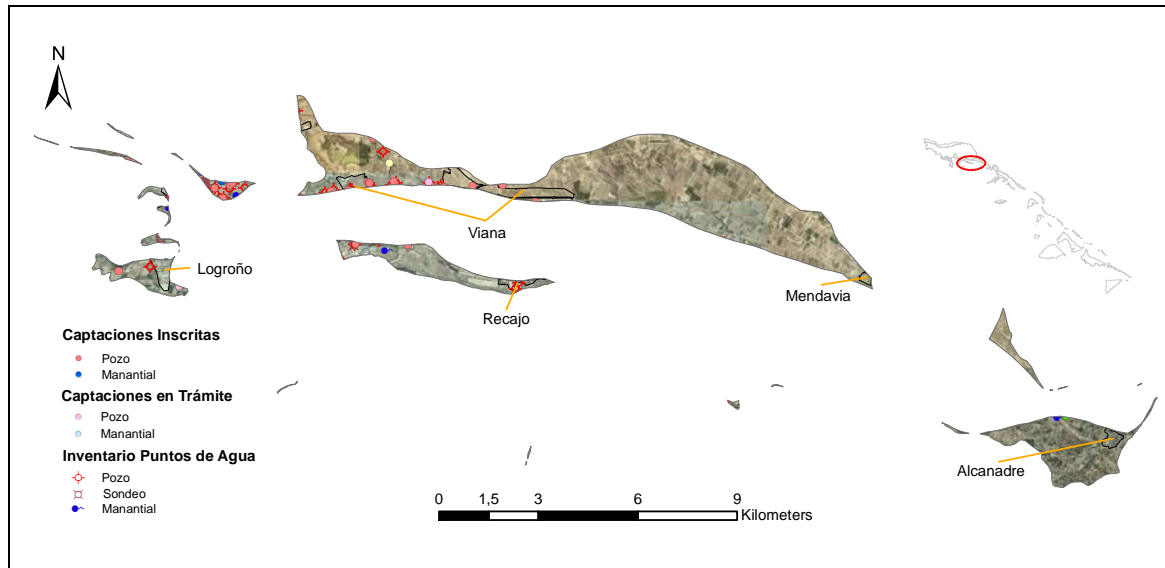 N
Viana
Logroño
Mendavia
Recajo
Captaciones Inscritas
Pozo
Manantial
Captaciones en Trámite
Pozo
Manantial
Inventario Puntos de Agua
Pozo
Sondeo
Manantial
Alcanadre
0 1,5 3 6 9
Kilometers